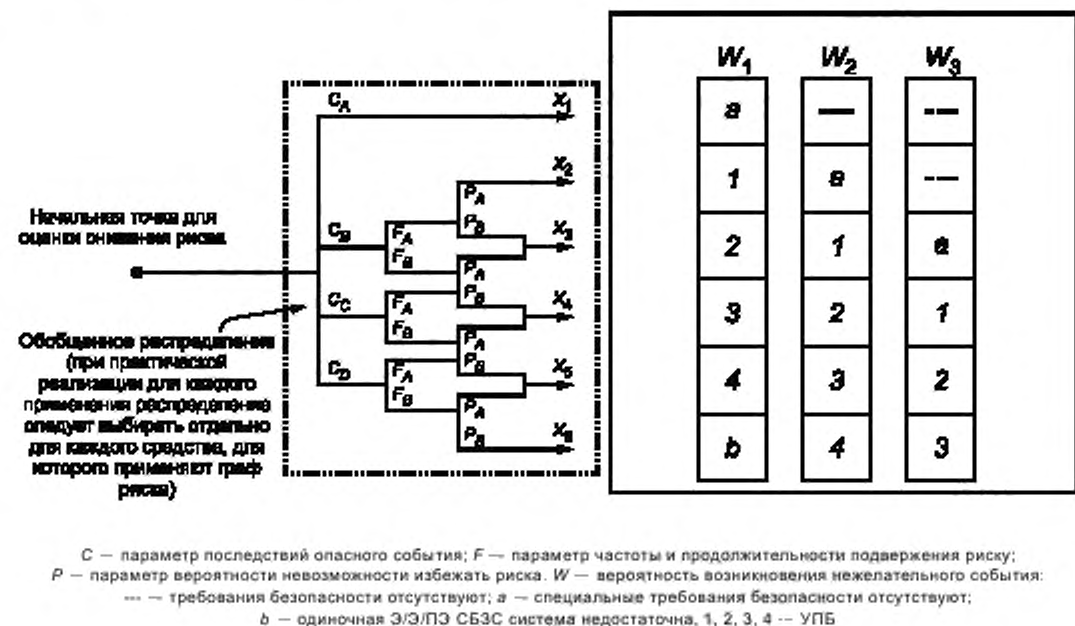 W1 W2 W3
CA X1
a — ---
X2
PA
1 a ---
Начальная точка для
оценки снижения риска
CB FA PB X3
FB PA
2 1 a
CC FA PB X4
FB PA
3 2 1
Обобщенное распределение
(при практической
реализации для каждого
применения распределение
следует выбирать отдельно
для каждого средства, для
которого применяют граф
риска)
CD FA PB X5
FB PA
4 3 2
PB X6
b 4 3
C — параметр последствий опасного события; F — параметр частоты и продолжительности подвержения риску;
P — параметр вероятности невозможности избежать риска. W — вероятность возникновения нежелательного события:
--- — требования безопасности отсутствуют; a — специальные требования безопасности отсутствуют;
b — одиночная Э/Э/ПЭ СБЗС система недостаточна, 1, 2, 3, 4 -- УПБ